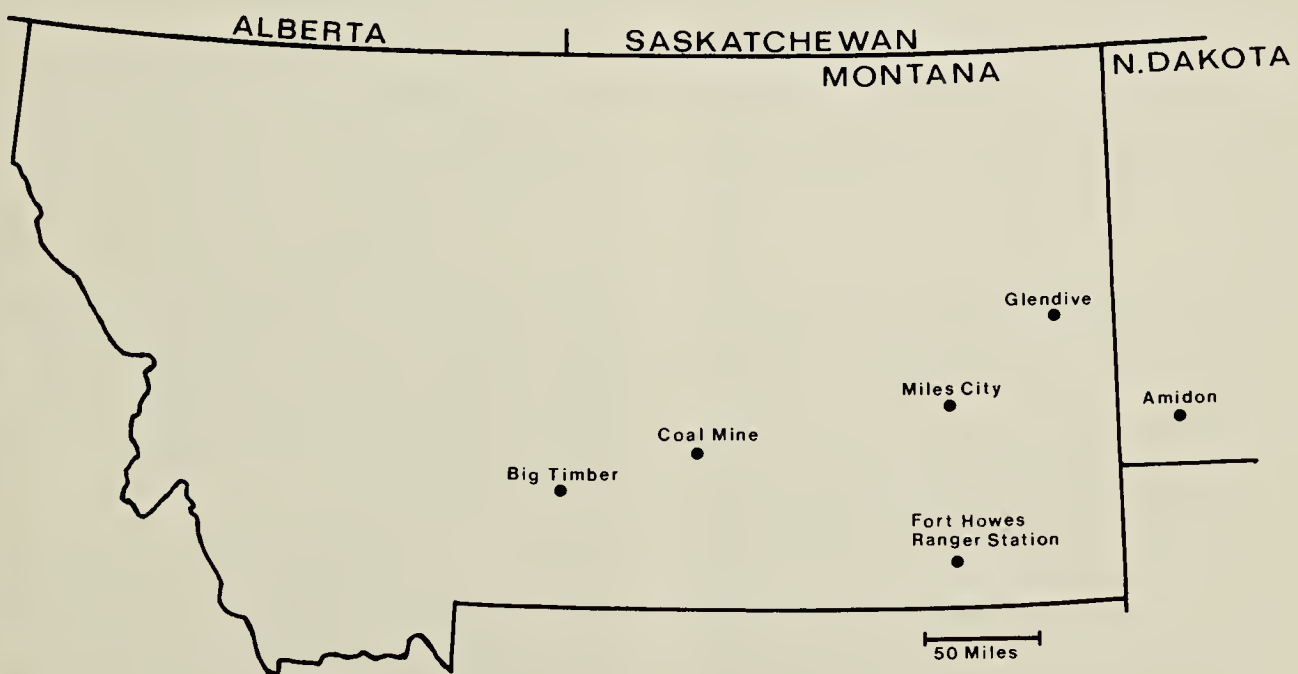 ALBERTA
SASKATCHEWAN
MONTANA
N.DAKOTA
Glendive
Miles City
Amidon
Coal Mine
Big Timber
Fort Howes
Ranger Station
50 Miles